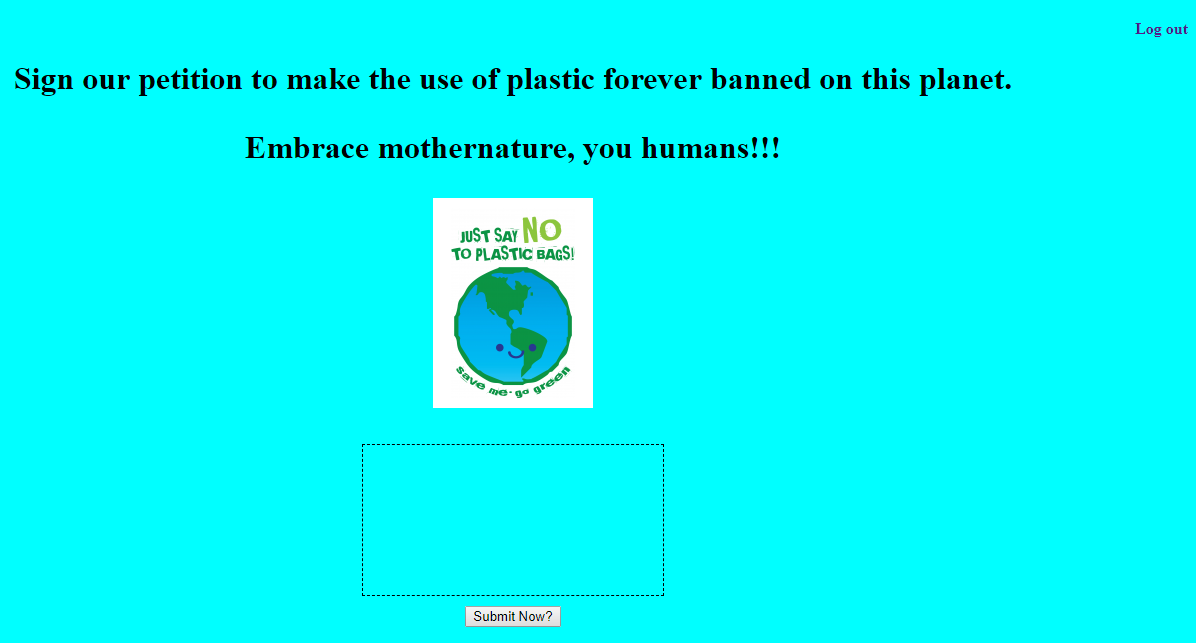 Log out
Sign our petition to make the use of plastic forever banned on this planet.
Embrace mothernature, you humans!!!
JUST SAY NO
TO PLASTIC BAGS!
save me - go green
Submit Now?